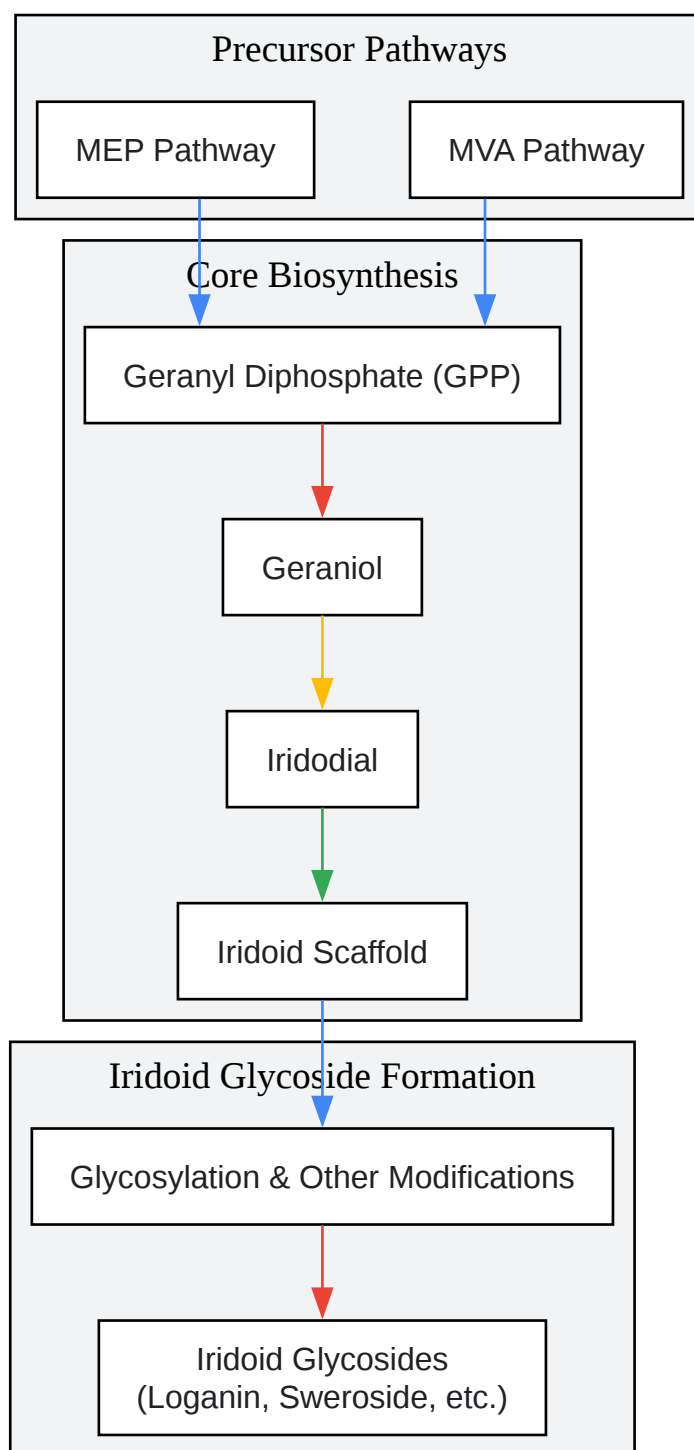 Precursor Pathways
MEP Pathway
MVA Pathway
Core Biosynthesis
Geranyl Diphosphate (GPP)
Geraniol
Iridodial
Iridoid Scaffold
Iridoid Glycoside Formation
Glycosylation & Other Modifications
Iridoid Glycosides
(Loganin, Sweroside, etc.)